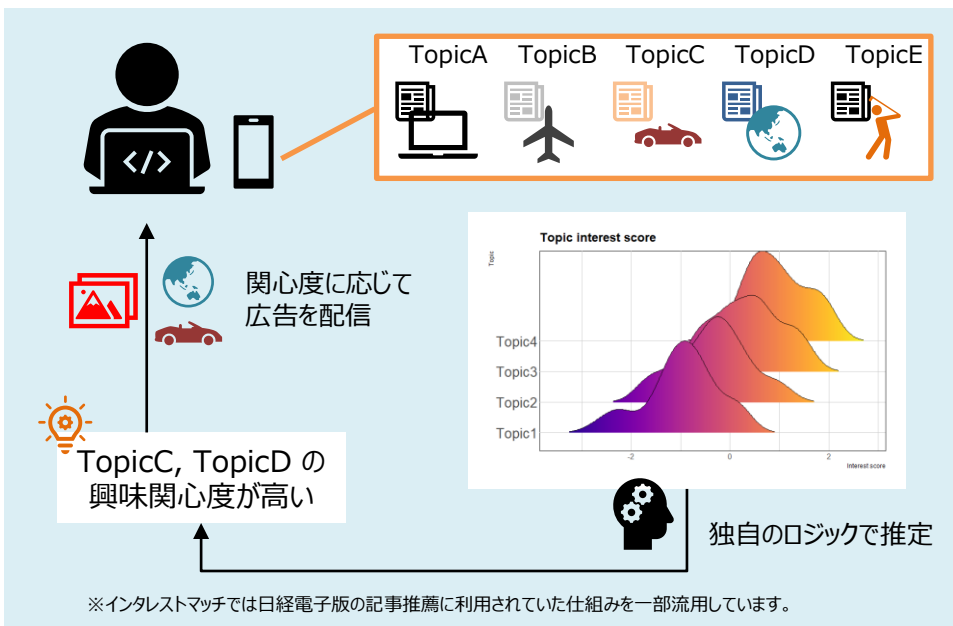 TopicA TopicB TopicC TopicD TopicE
</>
Topic interest score
Topic
Topic4
Topic3
Topic2
Topic1
-2 0 2
Interest score
関心度に応じて
広告を配信
TopicC, TopicD の
興味関心度が高い
独自のロジックで推定
※インタレストマッチでは日経電子版の記事推薦に利用されていた仕組みを一部流用しています。